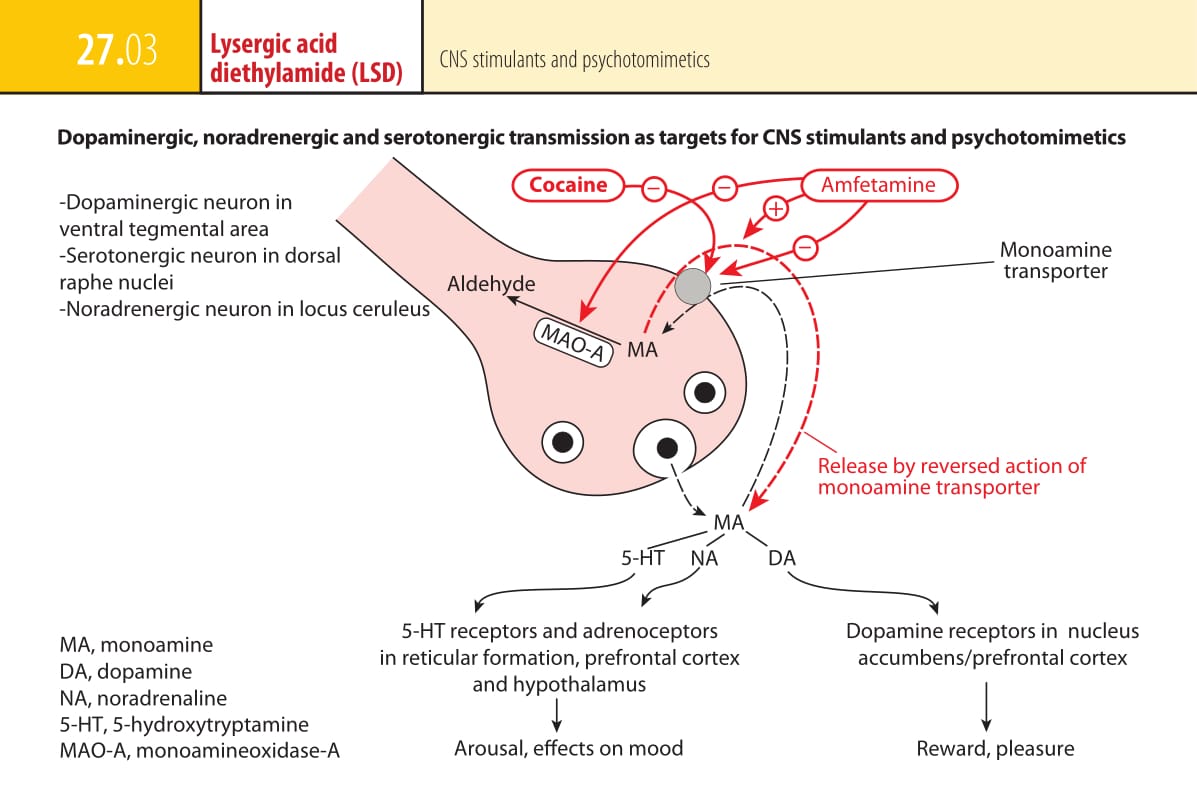 27.03
Lysergic acid
diethylamide (LSD)
CNS stimulants and psychotomimetics
Dopaminergic, noradrenergic and serotonergic transmission as targets for CNS stimulants and psychotomimetics
-Dopaminergic neuron in
ventral tegmental area
-Serotonergic neuron in dorsal
raphe nuclei
-Noradrenergic neuron in locus ceruleus
Cocaine
−
−
Amfetamine
+
−
Monoamine
transporter
Aldehyde
MAO-A
MA
Release by reversed action of
monoamine transporter
MA
5-HT NA DA
5-HT receptors and adrenoceptors
in reticular formation, prefrontal cortex
and hypothalamus
Arousal, effects on mood
Dopamine receptors in nucleus
accumbens/prefrontal cortex
Reward, pleasure
MA, monoamine
DA, dopamine
NA, noradrenaline
5-HT, 5-hydroxytryptamine
MAO-A, monoamineoxidase-A